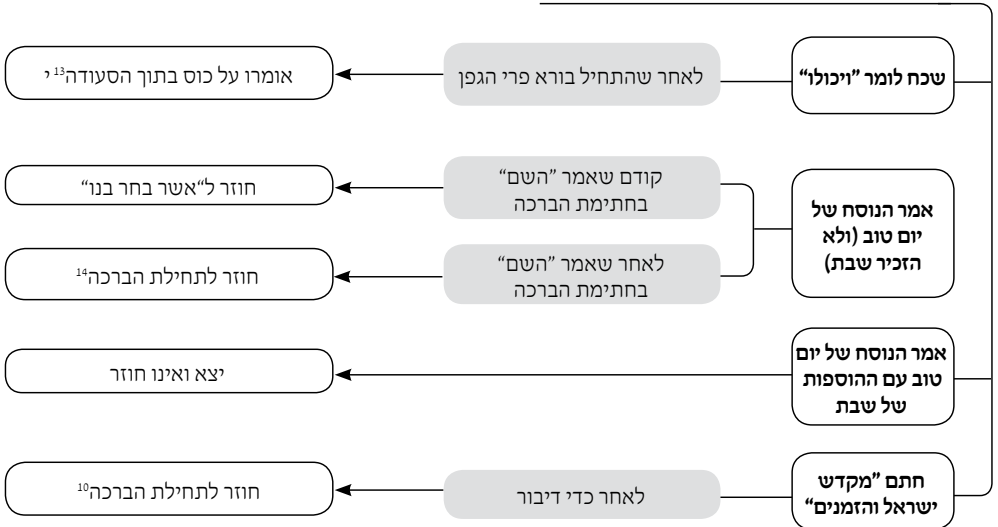 שכח לומר "ויכולו"
לאחר שהתחיל בורא פרי הגפן
אומרו על כוס בתוך הסעודה¹³ י
אמר הנוסח של
יום טוב (ולא
הזכיר שבת)
קודם שאמר "השם"
בחתימת הברכה
חוזר ל"אשר בחר בנו"
לאחר שאמר "השם"
בחתימת הברכה
חוזר לתחילת הברכה¹⁴
אמר הנוסח של יום
טוב עם ההוספות
של שבת
יצא ואינו חוזר
חתם "מקדש
ישראל והזמנים"
לאחר כדי דיבור
חוזר לתחילת הברכה¹⁰